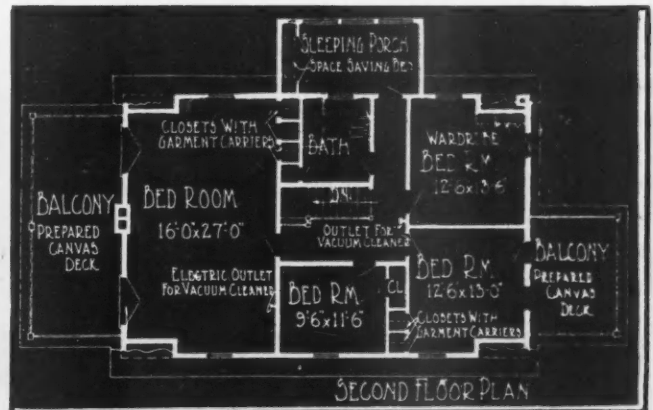 SLEEPING PORCH
SPACE SAVING BED
CLOSETS WITH
GARMENT CARRIERS
BATH
WARDROBE
BED RM.
12'-6"x13'-6"
BALCONY
PREPARED
CANVAS
DECK
BED ROOM
16'-0"x27'-0"
DN.
OUTLET FOR
VACUUM CLEANER
ELECTRIC OUTLET
FOR VACUUM CLEANER
BED RM.
9'-6"x11'-6"
CL.
BED RM.
12'-6"x13'-0"
CLOSETS WITH
GARMENT CARRIERS
BALCONY
PREPARED
CANVAS
DECK
SECOND FLOOR PLAN